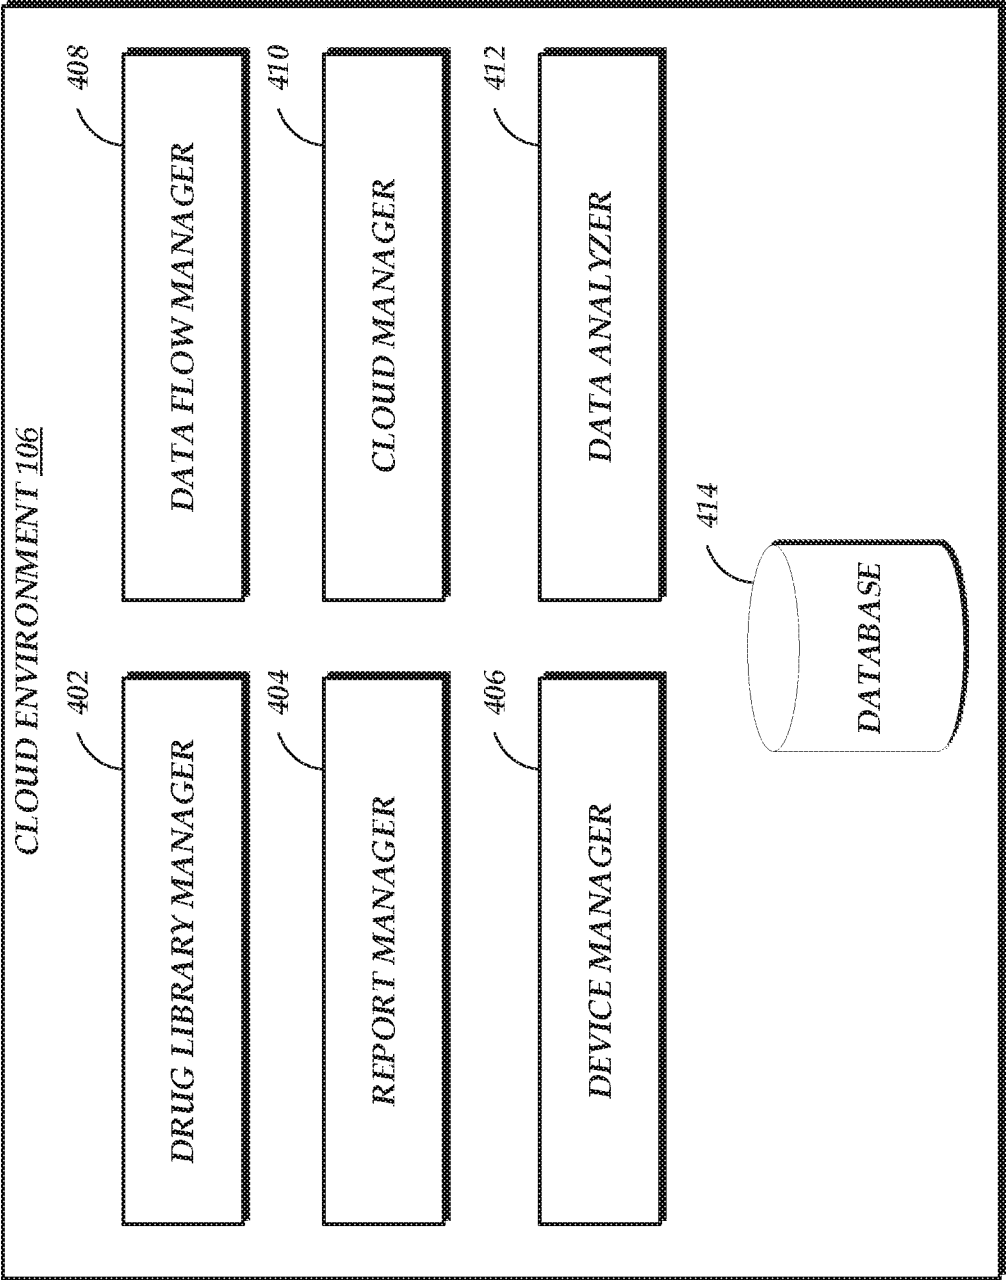 CLOUD ENVIRONMENT 106
402
DRUG LIBRARY MANAGER
408
DATA FLOW MANAGER
404
REPORT MANAGER
410
CLOUD MANAGER
406
DEVICE MANAGER
412
DATA ANALYZER
414
DATABASE